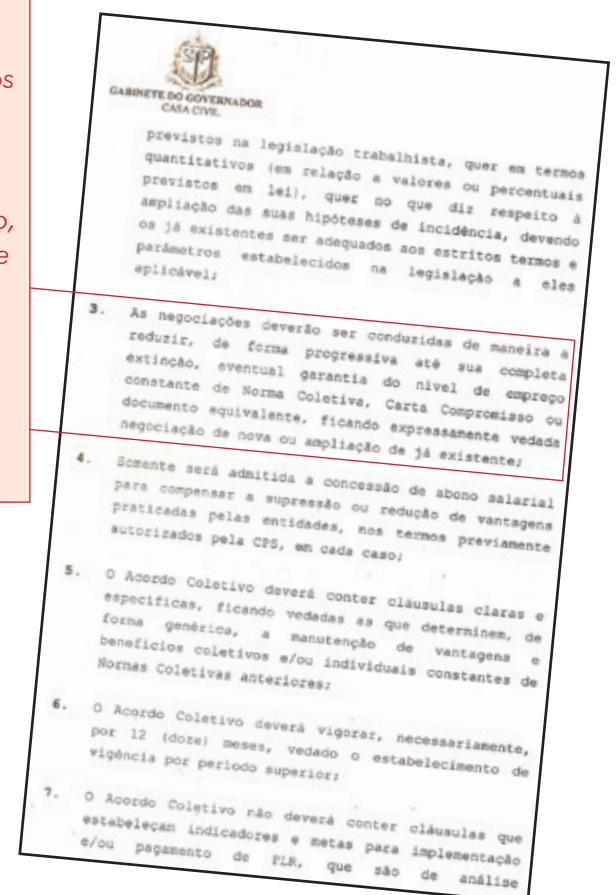 os
o,
e
SP
GABINETE DO GOVERNADOR
CASA CIVIL
previstos na legislação trabalhista, quer em termos
quantitativos (em relação a valores ou percentuais
previstos em lei), quer no que diz respeito à
ampliação das suas hipóteses de incidência, devendo
os já existentes ser adequados aos estritos termos e
parâmetros estabelecidos na legislação a eles
aplicável;
3. As negociações deverão ser conduzidas de maneira a
reduzir, de forma progressiva até sua completa
extinção, eventual garantia do nível de emprego
constante de Norma Coletiva, Carta Compromisso ou
documento equivalente, ficando expressamente vedada
negociação de nova ou ampliação de já existente;
4. Somente será admitida a concessão de abono salarial
para compensar a supressão ou redução de vantagens
praticadas pelas entidades, nos termos previamente
autorizados pela CPS, em cada caso;
5. O Acordo Coletivo deverá conter cláusulas claras e
específicas, ficando vedadas as que determinem, de
forma genérica, a manutenção de vantagens e
benefícios coletivos e/ou individuais constantes de
Normas Coletivas anteriores;
6. O Acordo Coletivo deverá vigorar, necessariamente,
por 12 (doze) meses, vedado o estabelecimento de
vigência por período superior;
7. O Acordo Coletivo não deverá conter cláusulas que
estabeleçan indicadores e metas para implementação
e/ou pagamento de PLR, que são de análise